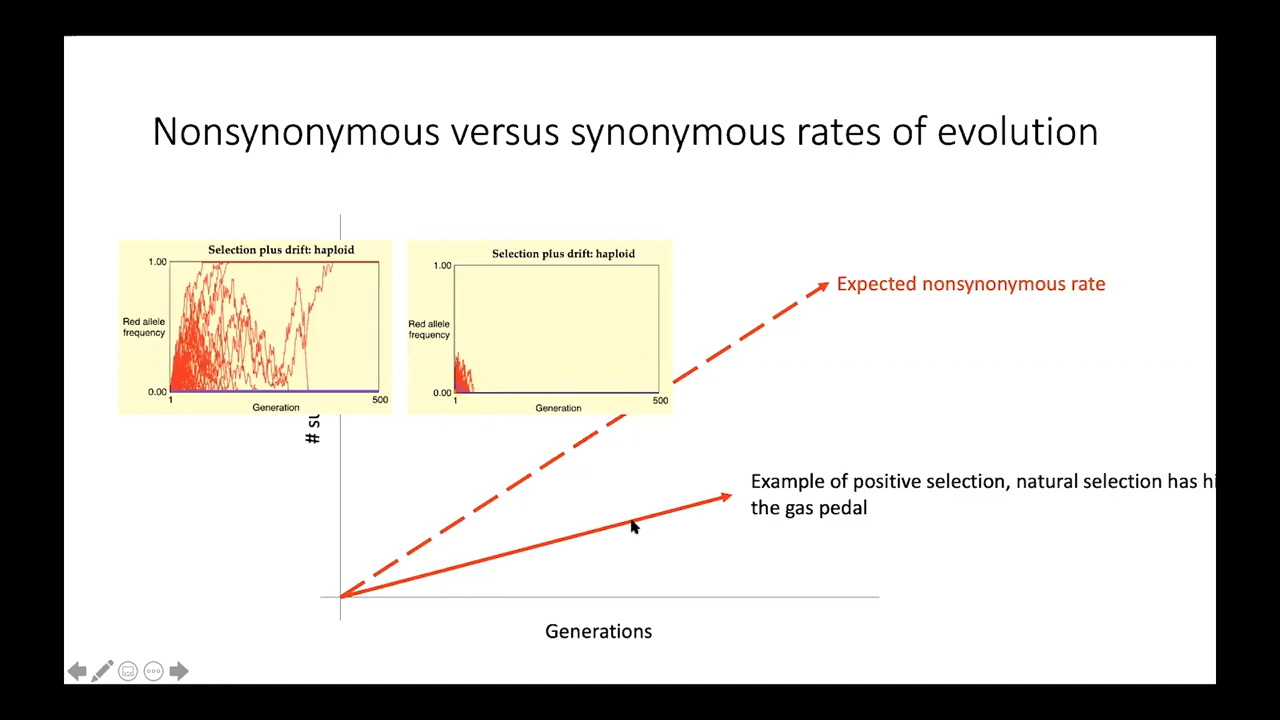 Nonsynonymous versus synonymous rates of evolution
Selection plus drift: haploid
1.00
Red allele
frequency
0.00
1
Generation
500
Selection plus drift: haploid
1.00
Red allele
frequency
0.00
1
Generation
500
Expected nonsynonymous rate
#
Example of positive selection, natural selection has
the gas pedal
Generations